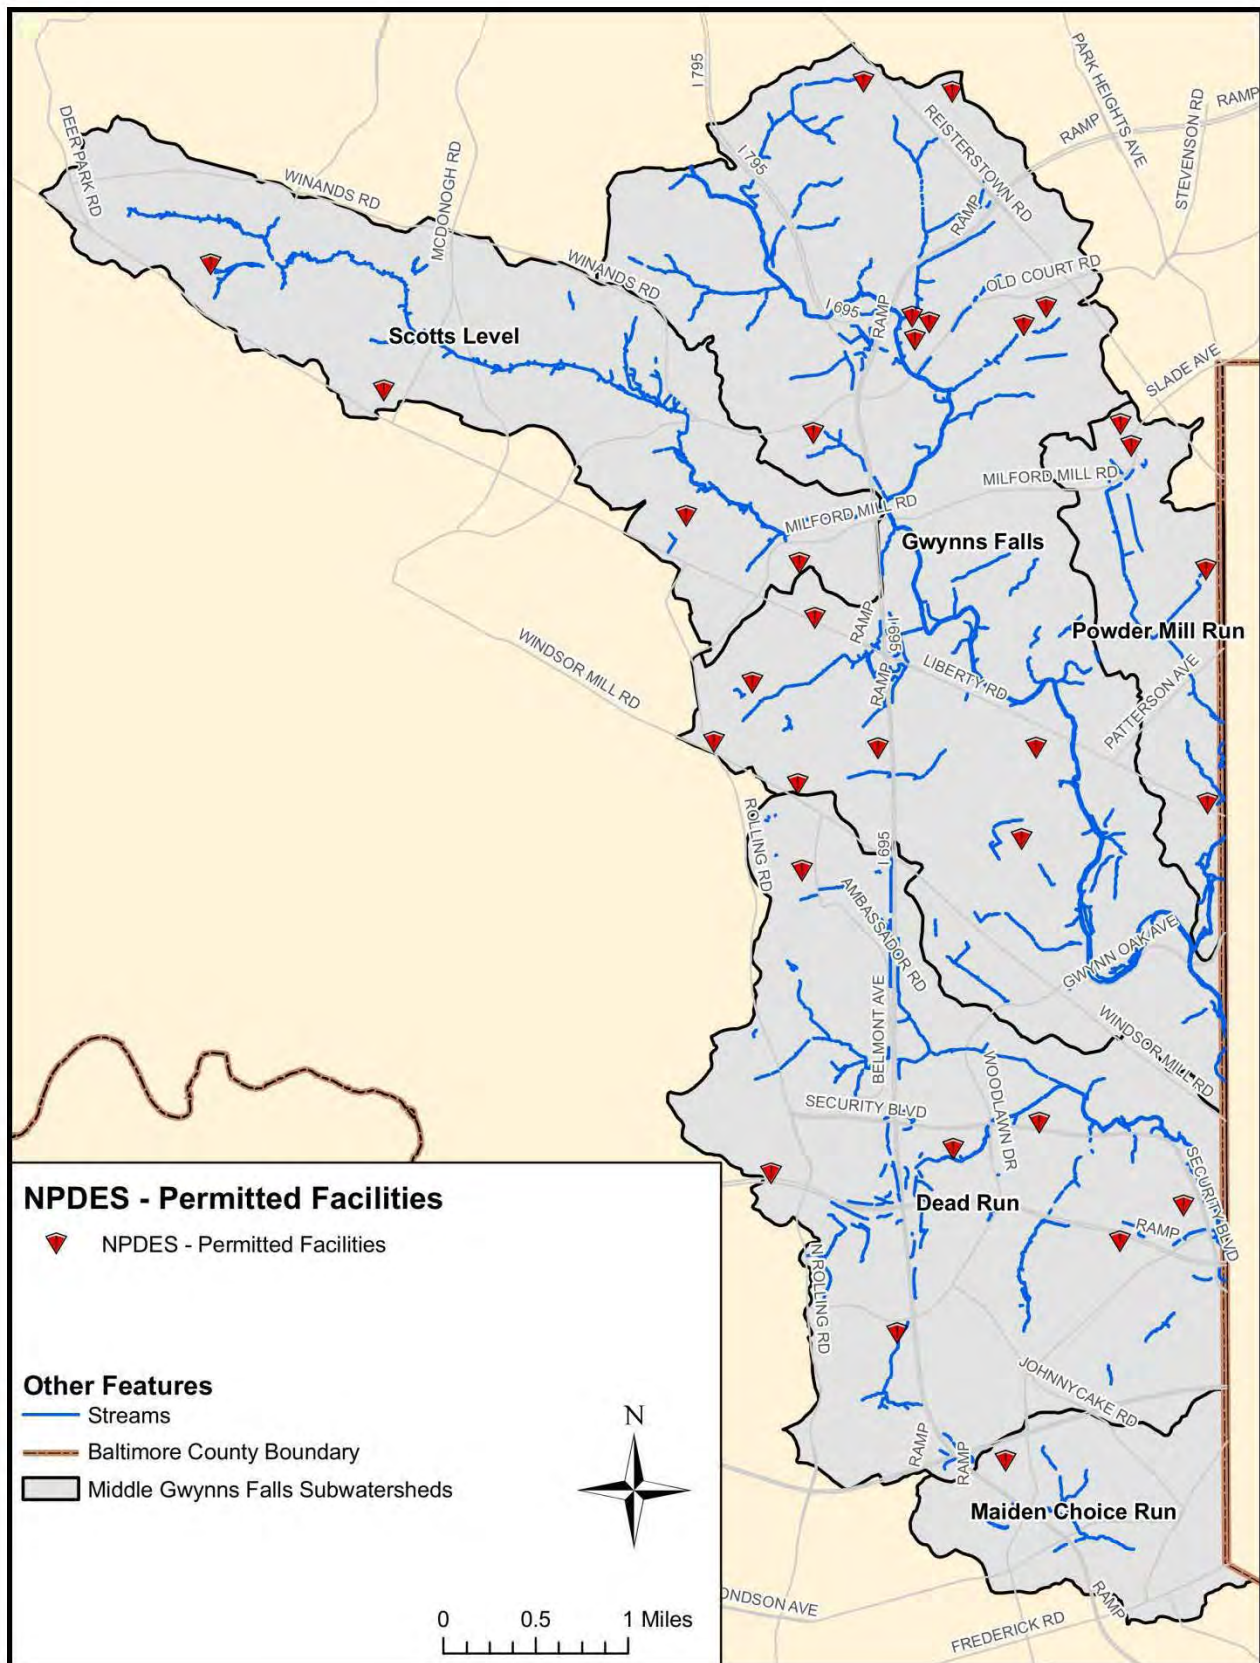 I 795
PARK HEIGHTS AVE
RAMP
RAMP
STEVENSON RD
REISTERSTOWN RD
DEER PARK RD
WINANDS RD
MCDONOGH RD
I 795
RAMP
WINANDS RD
OLD COURT RD
I 695
RAMP
Scotts Level
SLADE AVE
MILFORD MILL RD
MILFORD MILL RD
Gwynns Falls
RAMP
I 695
Powder Mill Run
WINDSOR MILL RD
RAMP
LIBERTY RD
PATTERSON AVE
ROLLING RD
I 695
AMBASSADOR RD
GWYNN OAK AVE
BELMONT AVE
WINDSOR MILL RD
WOODLAWN DR
SECURITY BLVD
SECURITY BLVD
Dead Run
RAMP
N ROLLING RD
JOHNNYCAKE RD
RAMP
RAMP
Maiden Choice Run
RAMP
ONDSON AVE
FREDERICK RD
NPDES - Permitted Facilities
NPDES - Permitted Facilities
Other Features
Streams
Baltimore County Boundary
Middle Gwynns Falls Subwatersheds
N
0 0.5 1 Miles